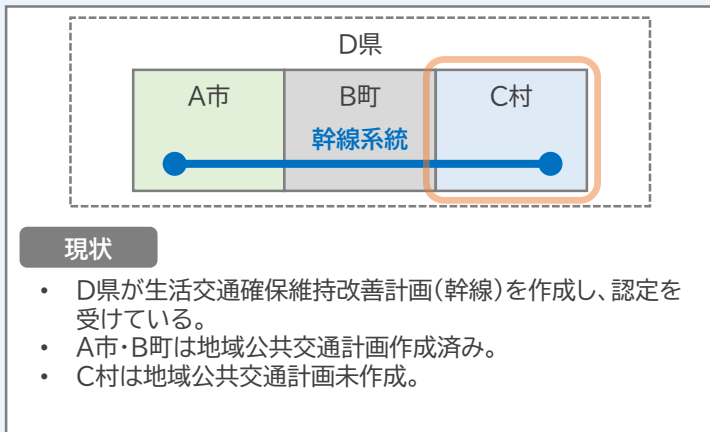 D県
A市
B町
C村
幹線系統
現状
• D県が生活交通確保維持改善計画(幹線)を作成し、認定を
受けている。
• A市・B町は地域公共交通計画作成済み。
• C村は地域公共交通計画未作成。